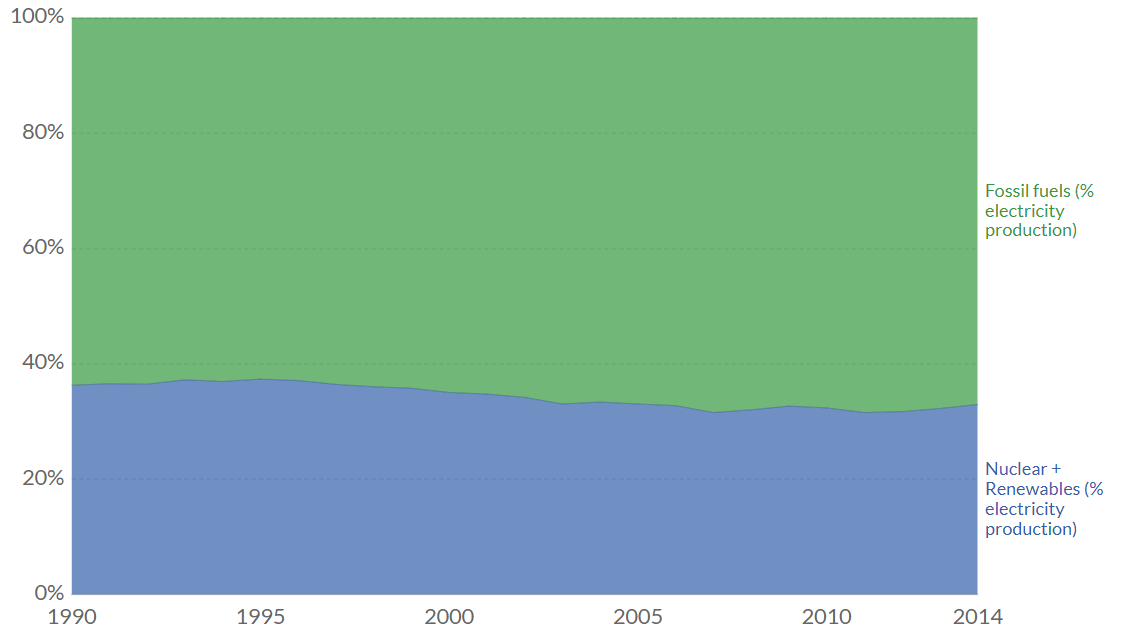 100%
80%
60%
40%
20%
0%
1990
1995
2000
2005
2010
2014
Fossil fuels (%
electricity
production)
Nuclear +
Renewables (%
electricity
production)